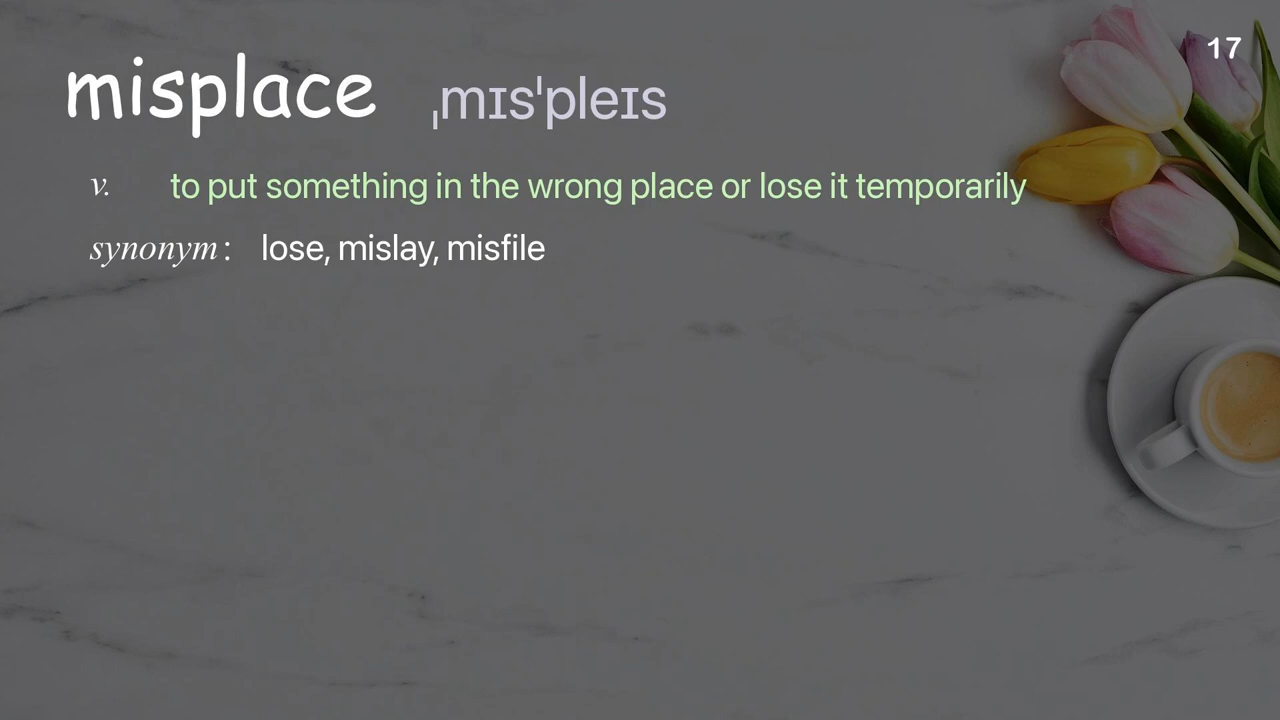 17
misplace ˌmɪsˈpleɪs
v. to put something in the wrong place or lose it temporarily
synonym : lose, mislay, misfile